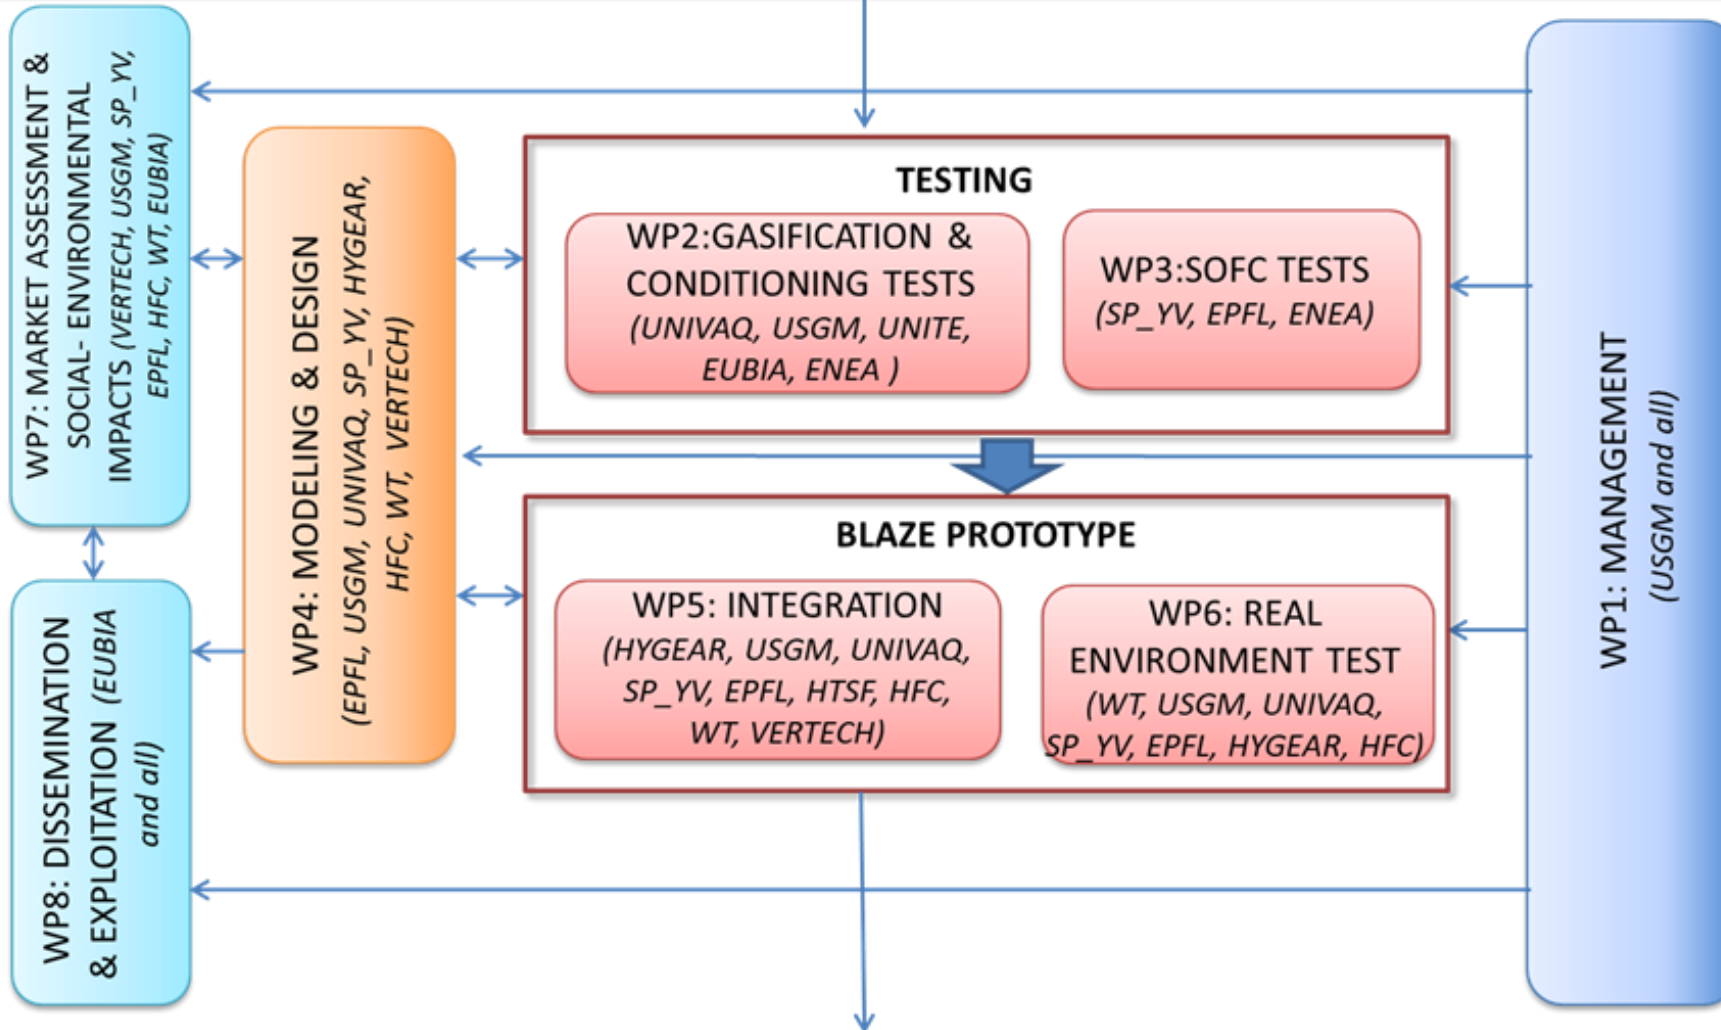 WP7: MARKET ASSESSMENT &
SOCIAL- ENVIRONMENTAL
IMPACTS (VERTECH, USGM, SP_YV,
EPFL, HFC, WT, EUBIA)
WP8: DISSEMINATION
& EXPLOITATION (EUBIA
and all)
WP4: MODELING & DESIGN
(EPFL, USGM, UNIVAQ, SP_YV, HYGEAR,
HFC, WT, VERTECH)
TESTING
WP2:GASIFICATION &
CONDITIONING TESTS
(UNIVAQ, USGM, UNITE,
EUBIA, ENEA )
WP3:SOFC TESTS
(SP_YV, EPFL, ENEA)
BLAZE PROTOTYPE
WP5: INTEGRATION
(HYGEAR, USGM, UNIVAQ,
SP_YV, EPFL, HTSF, HFC,
WT, VERTECH)
WP6: REAL
ENVIRONMENT TEST
(WT, USGM, UNIVAQ,
SP_YV, EPFL, HYGEAR, HFC)
WP1: MANAGEMENT
(USGM and all)